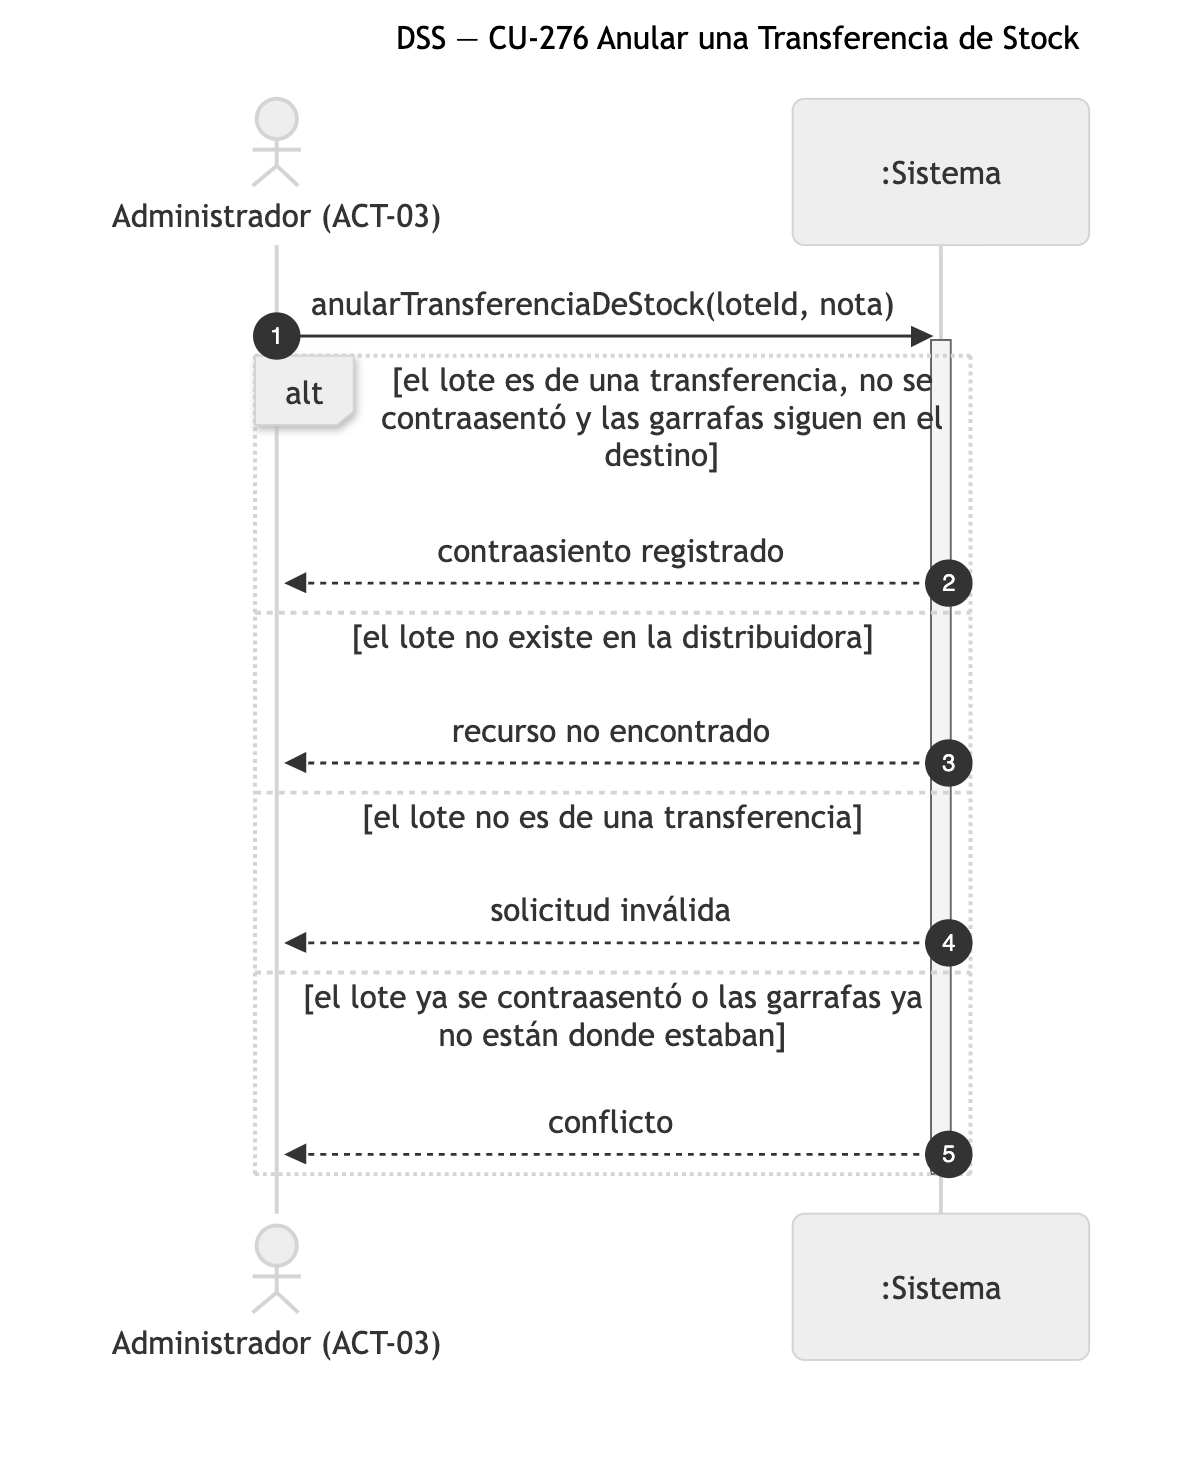 DSS — CU-276 Anular una Transferencia de Stock
:Sistema
Administrador (ACT-03)
anularTransferenciaDeStock(loteId, nota)
1
alt
[el lote es de una transferencia, no se
contraasentó y las garrafas siguen en el
destino]
contraasiento registrado
2
[el lote no existe en la distribuidora]
recurso no encontrado
3
[el lote no es de una transferencia]
solicitud inválida
4
[el lote ya se contraasentó o las garrafas ya
no están donde estaban]
conflicto
5
:Sistema
Administrador (ACT-03)